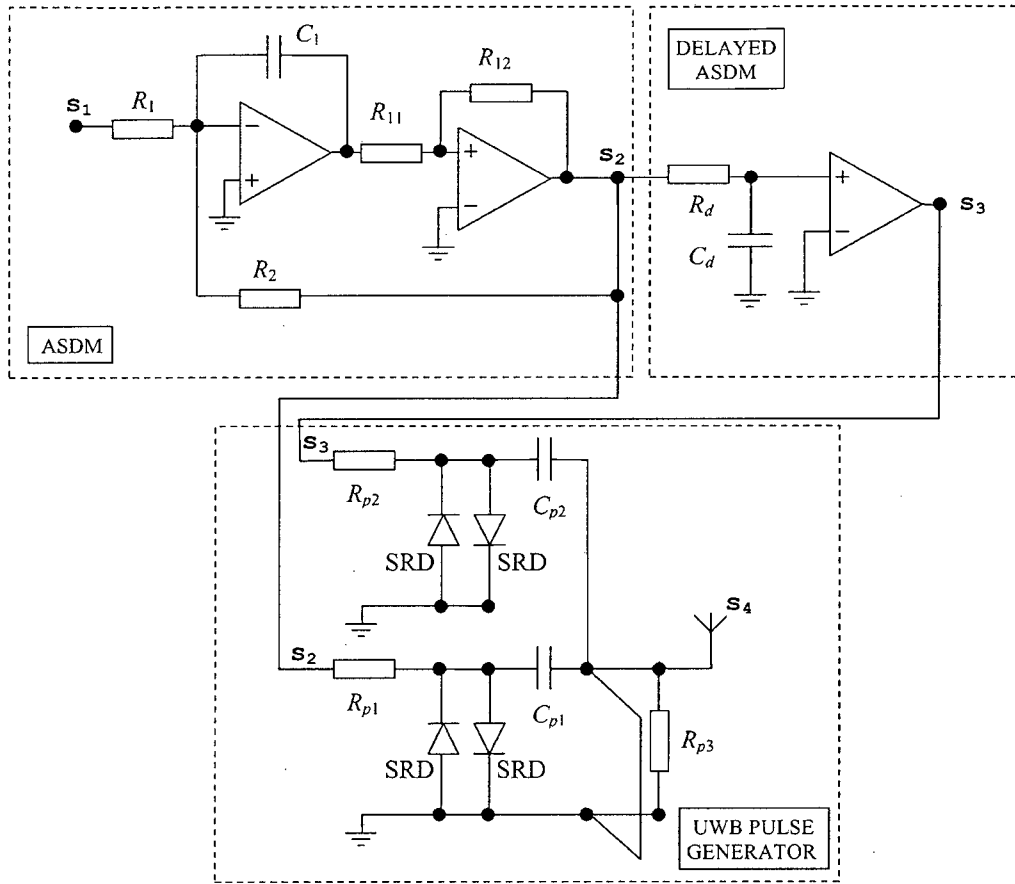 DELAYED
ASDM
C1
R12
s1
R1
R11
−
+
+
−
s2
Rd
Cd
+
−
s3
R2
ASDM
s3
Rp2
Cp2
SRD
SRD
s4
s2
Rp1
Cp1
Rp3
SRD
SRD
UWB PULSE
GENERATOR